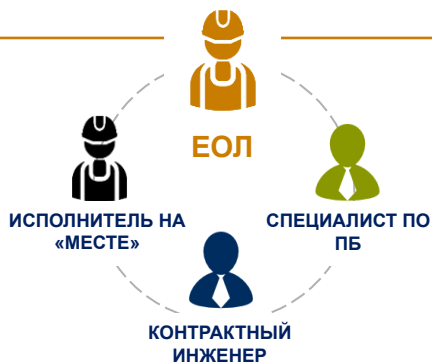 ЕОЛ
ИСПОЛНИТЕЛЬ НА
«МЕСТЕ»
СПЕЦИАЛИСТ ПО
ПБ
КОНТРАКТНЫЙ
ИНЖЕНЕР